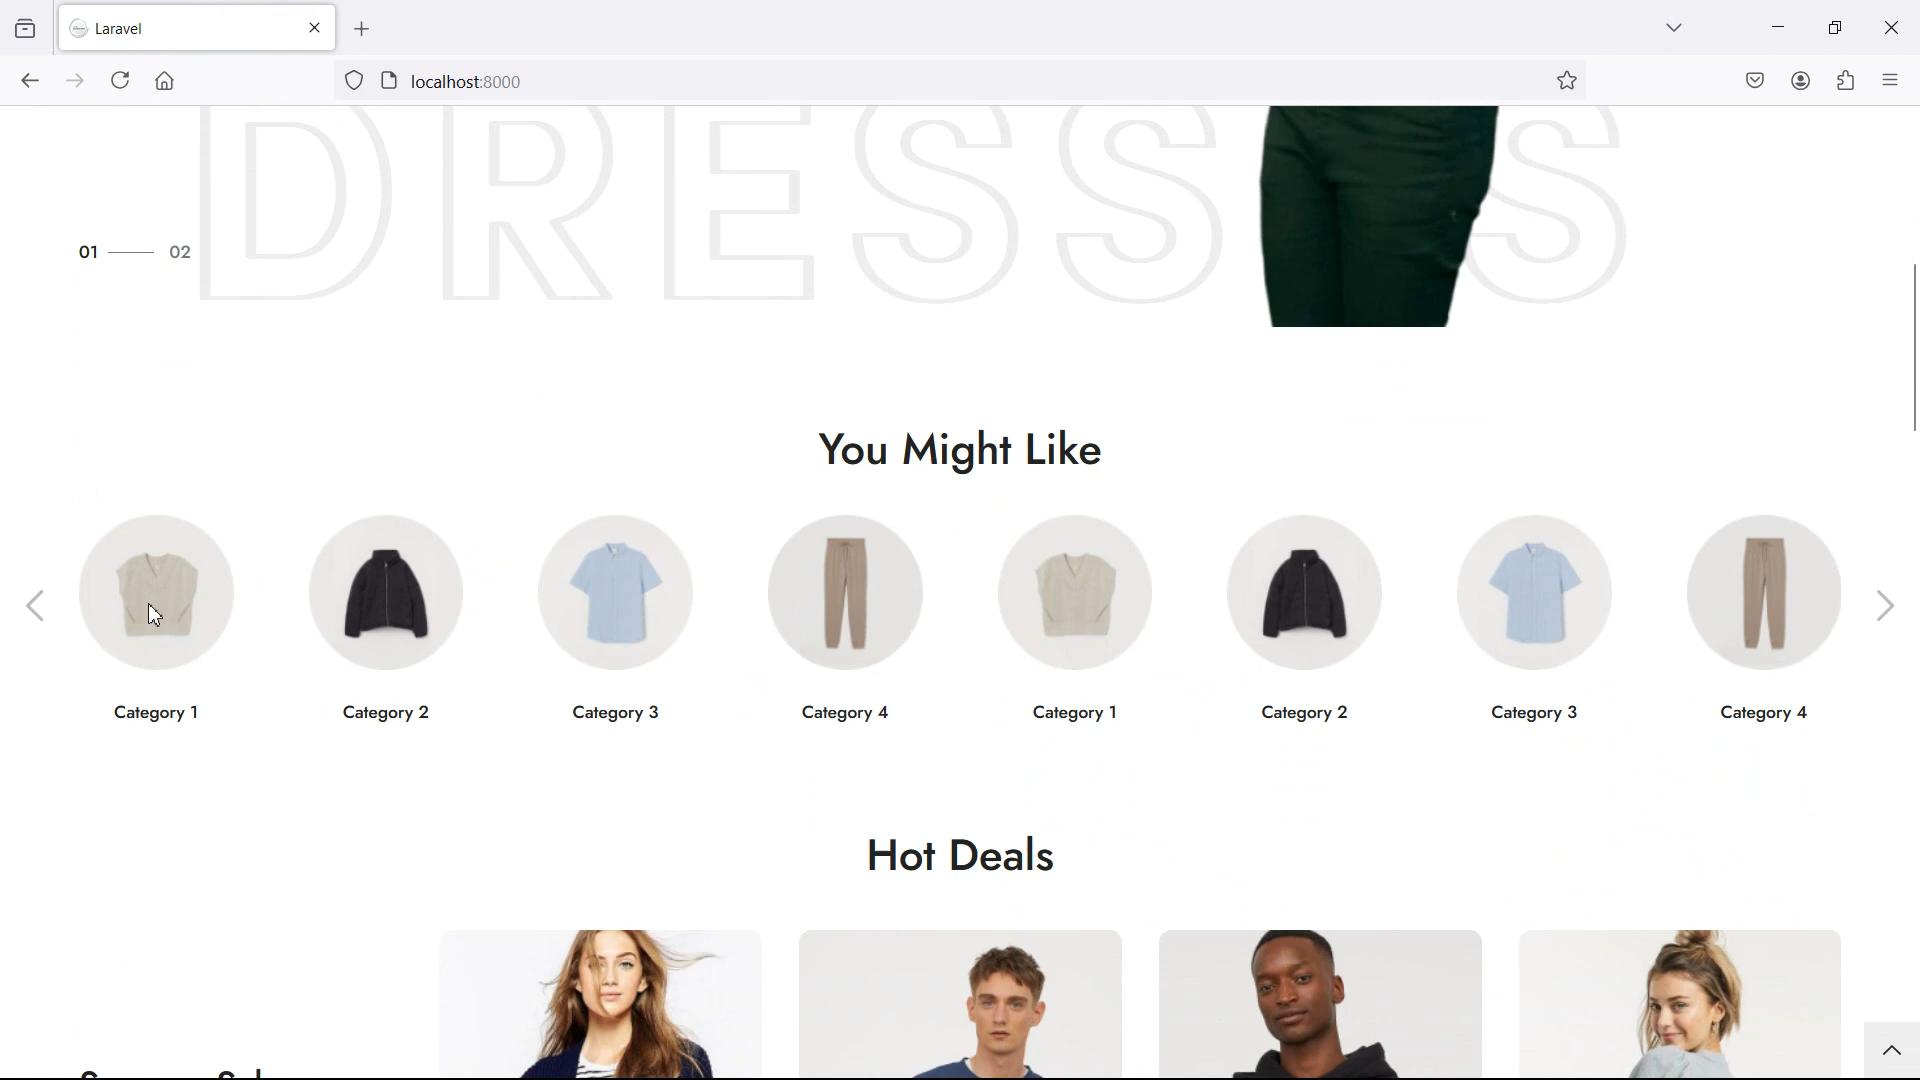 Laravel
localhost:8000
DRESS S
01 02
You Might Like
Category 1 Category 2 Category 3 Category 4 Category 1 Category 2 Category 3 Category 4
Hot Deals